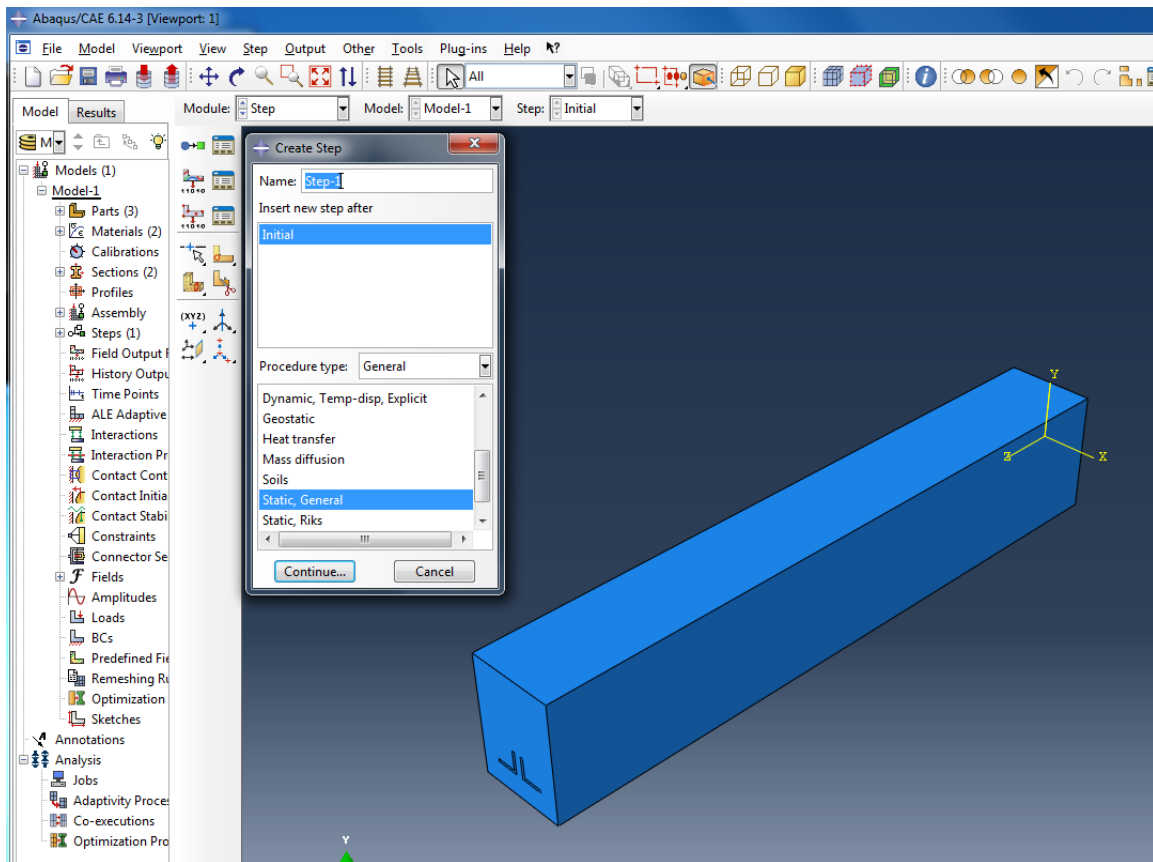 Abaqus/CAE 6.14-3 [Viewport: 1]
File Model Viewport View Step Output Other Tools Plug-ins Help
All
Model Results
Module: Step Model: Model-1 Step: Initial
Create Step
Name: Step-1
Insert new step after
Initial
Procedure type: General
Dynamic, Temp-disp, Explicit
Geostatic
Heat transfer
Mass diffusion
Soils
Static, General
Static, Riks
Continue... Cancel
M
Models (1)
Model-1
Parts (3)
Materials (2)
Calibrations
Sections (2)
Profiles
Assembly
Steps (1)
Field Output F
History Outpu
Time Points
ALE Adaptive
Interactions
Interaction Pr
Contact Cont
Contact Initia
Contact Stabi
Constraints
Connector Se
Fields
Amplitudes
Loads
BCs
Predefined Fie
Remeshing Ru
Optimization
Sketches
Annotations
Analysis
Jobs
Adaptivity Proces
Co-executions
Optimization Pro
(XYZ)
Y
Z
X
Y